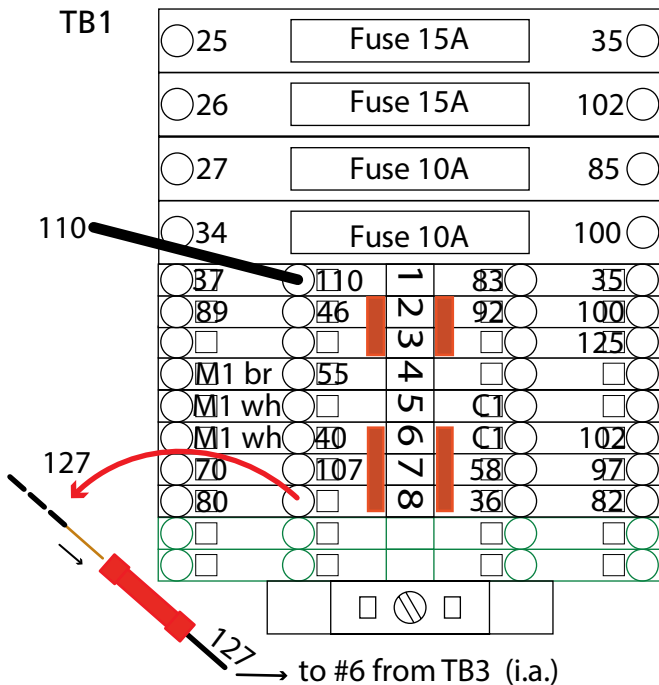 TB1
25 Fuse 15A 35
26 Fuse 15A 102
27 Fuse 10A 85
110 34 Fuse 10A 100
37 110 1 83 35
89 46 2 92 100
3 125
M1 br 55 4
M1 wh 5 C1
M1 wh 40 6 C1 102
127 70 107 7 58 97
80 8 36 82
127
to #6 from TB3 (i.a.)